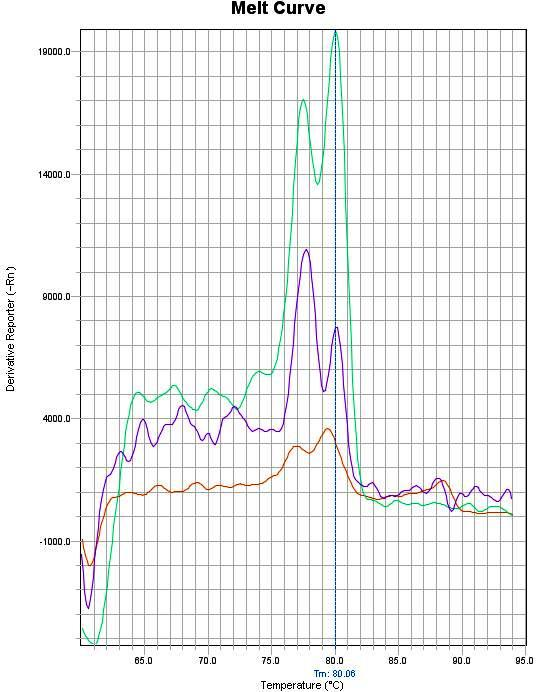 Melt Curve
19000.0
14000.0
9000.0
4000.0
-1000.0
Derivative Reporter (-Rn')
65.0 70.0 75.0 80.0 85.0 90.0 95.0
Tm: 80.06
Temperature (°C)